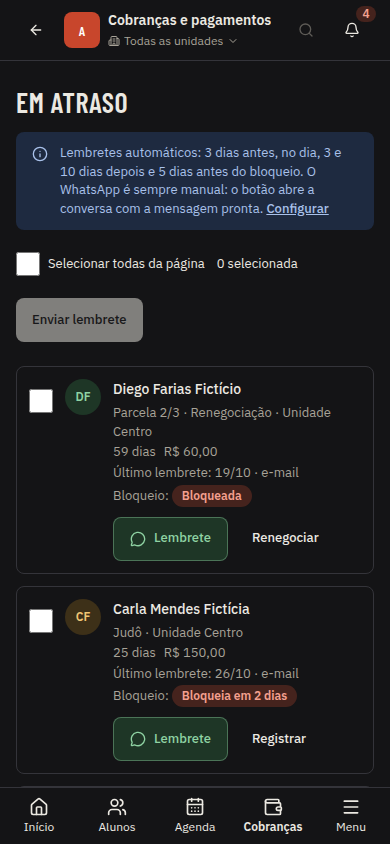 A
Cobranças e pagamentos
Todas as unidades
4
EM ATRASO
Lembretes automáticos: 3 dias antes, no dia, 3 e
10 dias depois e 5 dias antes do bloqueio. O
WhatsApp é sempre manual: o botão abre a
conversa com a mensagem pronta. Configurar
Selecionar todas da página 0 selecionada
Enviar lembrete
DF
Diego Farias Fictício
Parcela 2/3 · Renegociação · Unidade
Centro
59 dias R$ 60,00
Último lembrete: 19/10 · e-mail
Bloqueio: Bloqueada
Lembrete Renegociar
CF
Carla Mendes Fictícia
Judô · Unidade Centro
25 dias R$ 150,00
Último lembrete: 26/10 · e-mail
Bloqueio: Bloqueia em 2 dias
Lembrete Registrar
Início Alunos Agenda Cobranças Menu